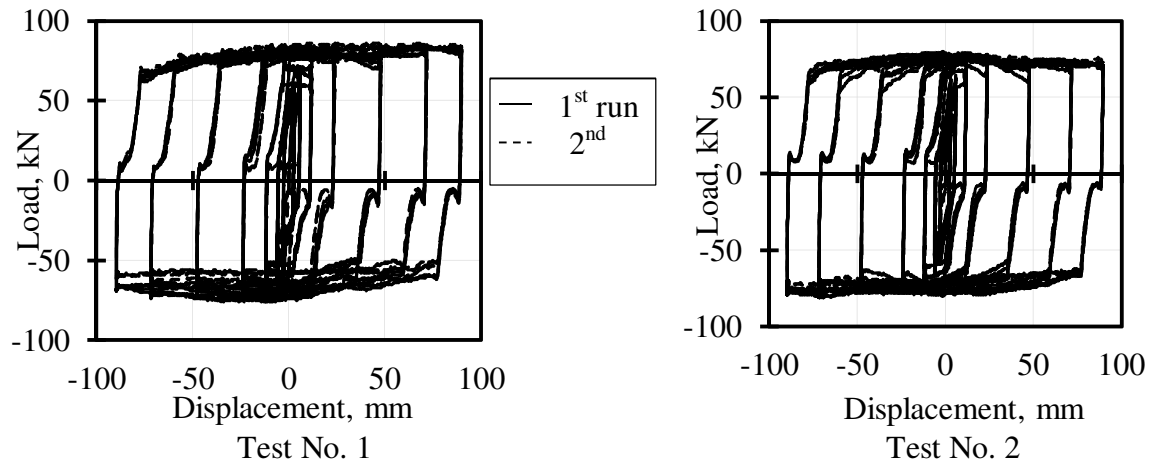 100
50
0
-50
-100
Load, kN
-100 -50 0 50 100
Displacement, mm
Test No. 1
1st run
2nd
100
50
0
-50
-100
Load, kN
-100 -50 0 50 100
Displacement, mm
Test No. 2